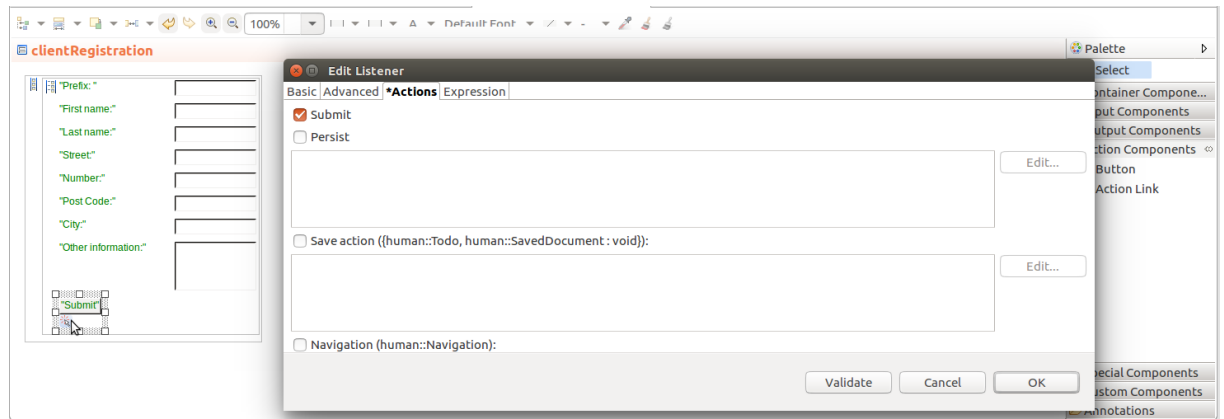 100%
A
Default Font
clientRegistration
"Prefix: "
"First name:"
"Last name:"
"Street:"
"Number:"
"Post Code:"
"City:"
"Other information:"
"Submit"
Edit Listener
Basic Advanced *Actions Expression
Submit
Persist
Edit...
Save action ({human::Todo, human::SavedDocument : void}):
Edit...
Navigation (human::Navigation):
Validate Cancel OK
Palette
Select
ontainer Compone...
put Components
utput Components
ction Components
Button
Action Link
pecial Components
ustom Components
Annotations